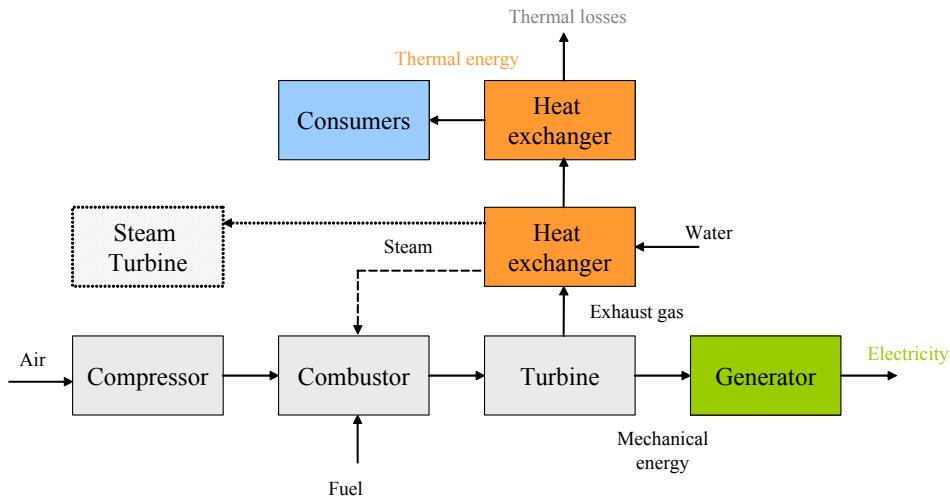 Thermal losses
Thermal energy
Consumers
Heat
exchanger
Steam
Turbine
Steam
Heat
exchanger
Water
Exhaust gas
Air
Compressor
Combustor
Turbine
Generator
Electricity
Mechanical
energy
Fuel